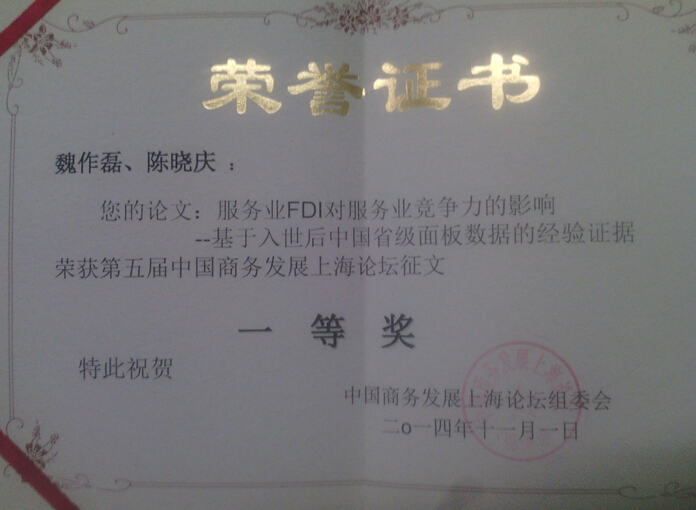 荣誉证书
魏作磊、陈晓庆：
您的论文：服务业FDI对服务业竞争力的影响
--基于入世后中国省级面板数据的经验证据
荣获第五届中国商务发展上海论坛征文
一等奖
特此祝贺
中国商务发展上海论坛组委会
二o一四年十一月一日